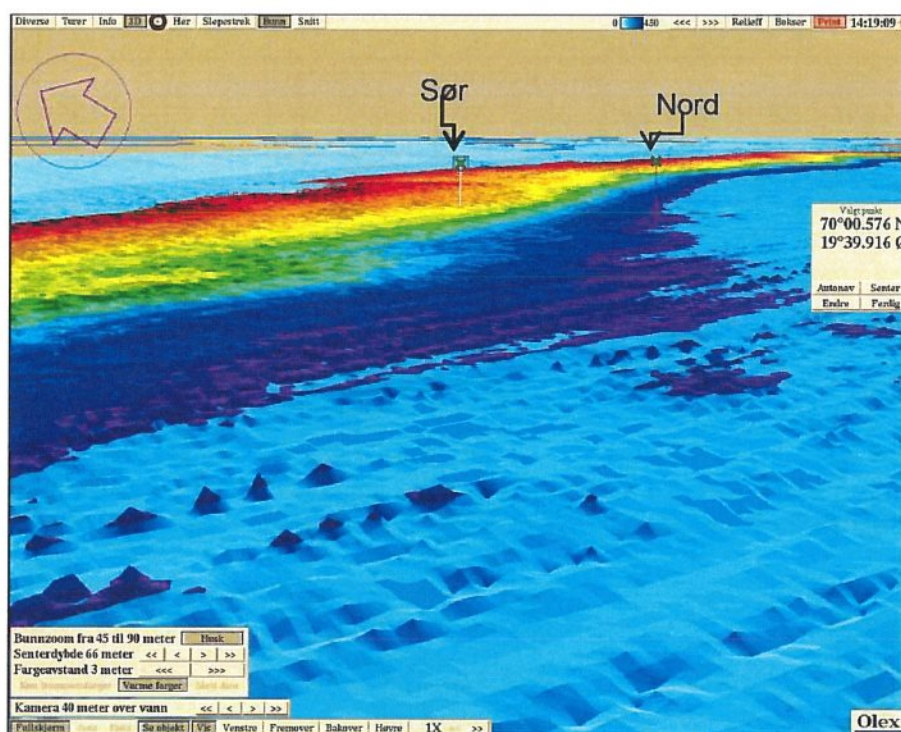 Diverse Turer Info 3D Her Slepestrek Bunn Snitt 0 450 <<< >>> Relieff Bokser Print 14:19:09
Sør
Nord
Valgt punkt
70°00.576 N
19°39.916 Ø
Autonav Senter
Endre Ferdig
Bunnzoom fra 45 til 90 meter Husk
Senterdybde 66 meter << < > >>
Fargeavstand 3 meter <<< >>>
Varme farger
Kamera 40 meter over vann << < > >>
Fullskjerm Se objekt Vis Venstre Fremover Bakover Høyre 1X >>
Olex